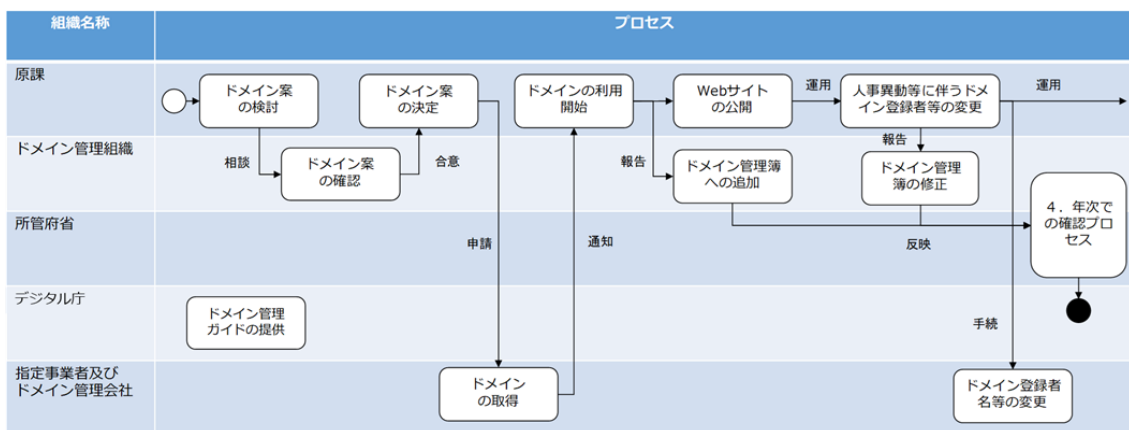 組織名称
プロセス
原課
ドメイン案
の検討
ドメイン案
の決定
ドメインの利用
開始
Webサイト
の公開
運用
人事異動等に伴うドメ
イン登録者等の変更
運用
ドメイン管理組織
相談
ドメイン案
の確認
合意
報告
ドメイン管理簿
への追加
報告
ドメイン管理
簿の修正
所管府省
申請
通知
反映
４．年次で
の確認プロ
セス
デジタル庁
ドメイン管理
ガイドの提供
手続
指定事業者及び
ドメイン管理会社
ドメイン
の取得
ドメイン登録者
名等の変更